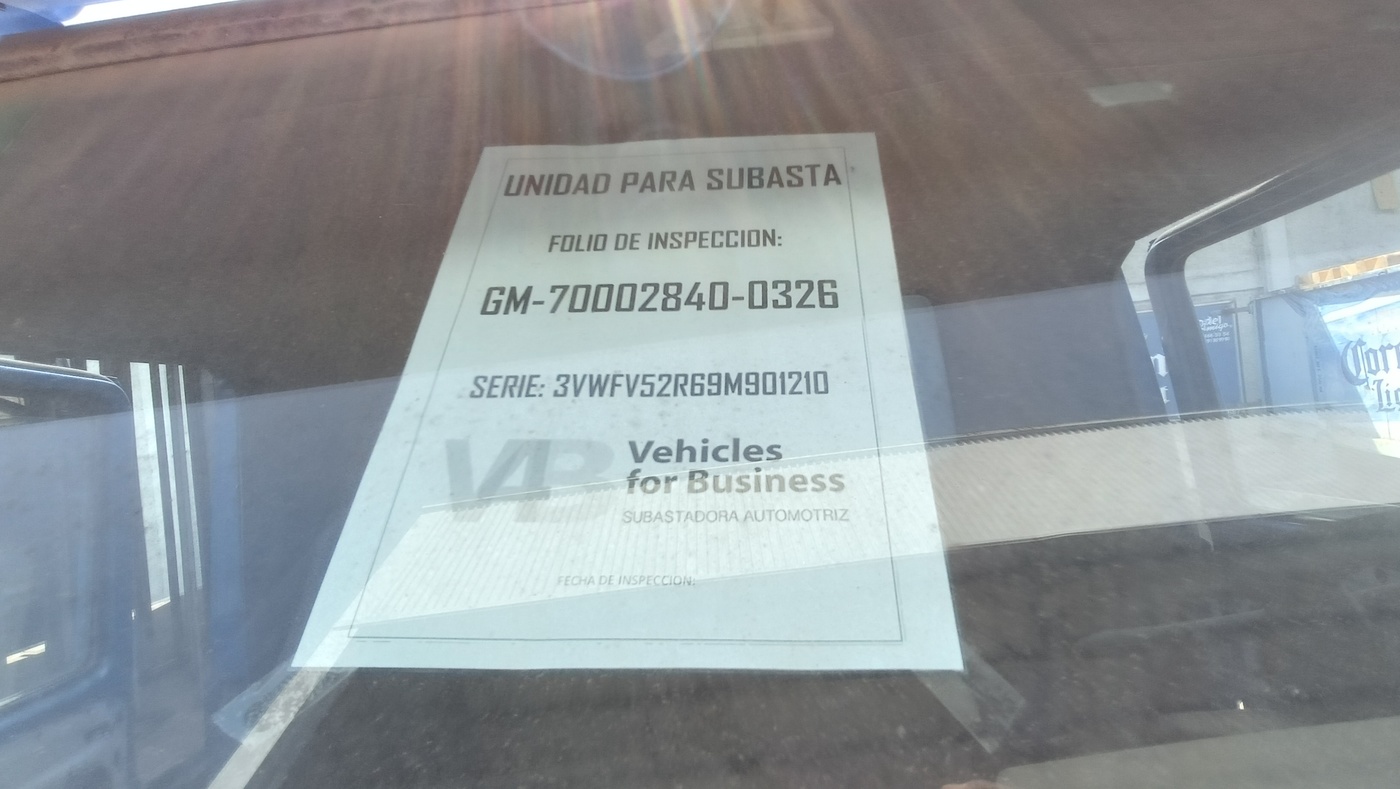 UNIDAD PARA SUBASTA
FOLIO DE INSPECCION:
GM-70002840-0326
SERIE: 3VWFV52R69M901210
V4B
Vehicles
for Business
SUBASTADORA AUTOMOTRIZ
FECHA DE INSPECCION: